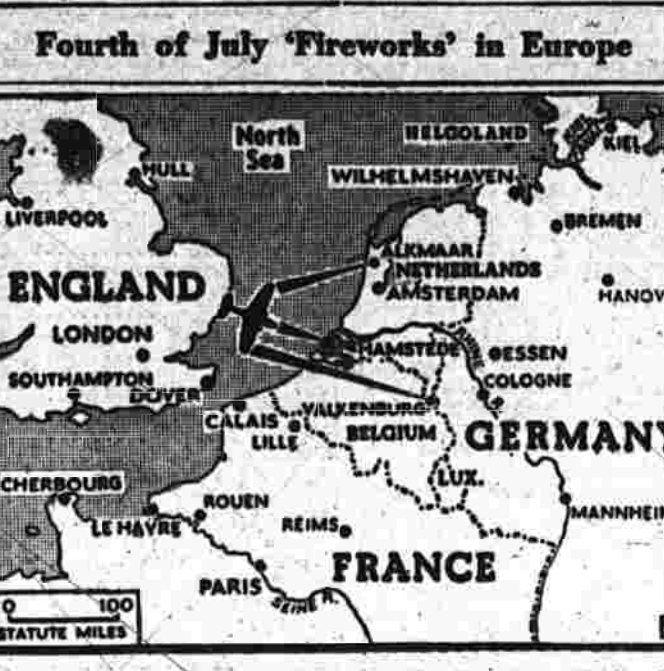 Fourth of July 'Fireworks' in Europe
North
Sea
HELGOLAND
KIEL
HULL
WILHELMSHAVEN
LIVERPOOL
BREMEN
ALKMAAR
NETHERLANDS
ENGLAND
AMSTERDAM
HANOV
LONDON
HAMSTEDE
ESSEN
SOUTHAMPTON
DOVER
COLOGNE
CALAIS
VALKENBURG
LILLE
BELGIUM
GERMANY
LUX.
CHERBOURG
ROUEN
MANNHEIM
LE HAVRE
REIMS
FRANCE
PARIS
SEINE R.
0 100
STATUTE MILES